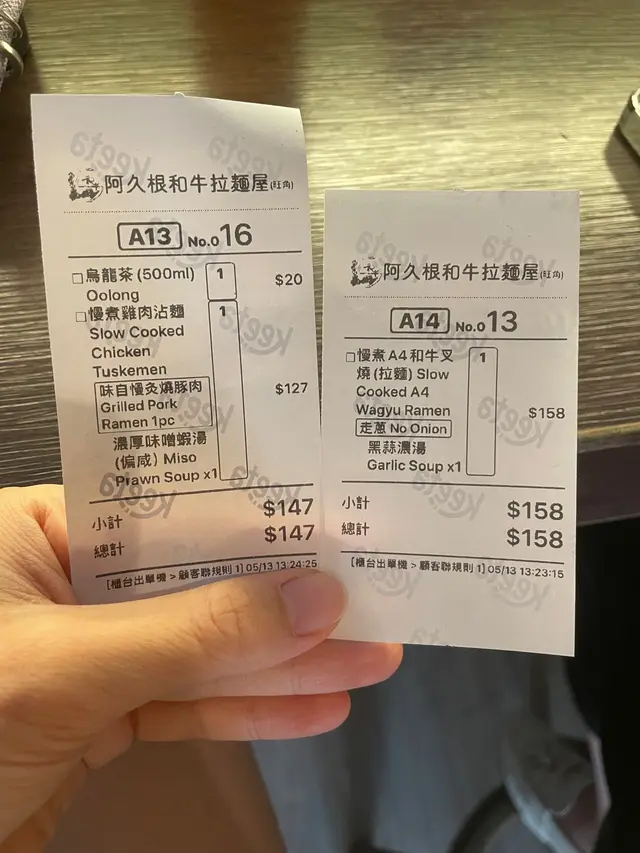 阿久根和牛拉麵屋(旺角)
A13 No.016
烏龍茶 (500ml) 1 $20
Oolong
慢煮雞肉沾麵 1
Slow Cooked
Chicken
Tuskemen
味自慢灸燒豚肉 $127
Grilled Pork
Ramen 1pc
濃厚味噌蝦湯
(偏咸) Miso
Prawn Soup x1
小計 $147
總計 $147
[櫃台出單機 > 顧客聯規則 1] 05/13 13:24:25
阿久根和牛拉麵屋(旺角)
A14 No.013
慢煮 A4 和牛叉 1
燒 (拉麵) Slow
Cooked A4
Wagyu Ramen $158
走蔥 No Onion
黑蒜濃湯
Garlic Soup x1
小計 $158
總計 $158
[櫃台出單機 > 顧客聯規則 1] 05/13 13:23:15
Keeta